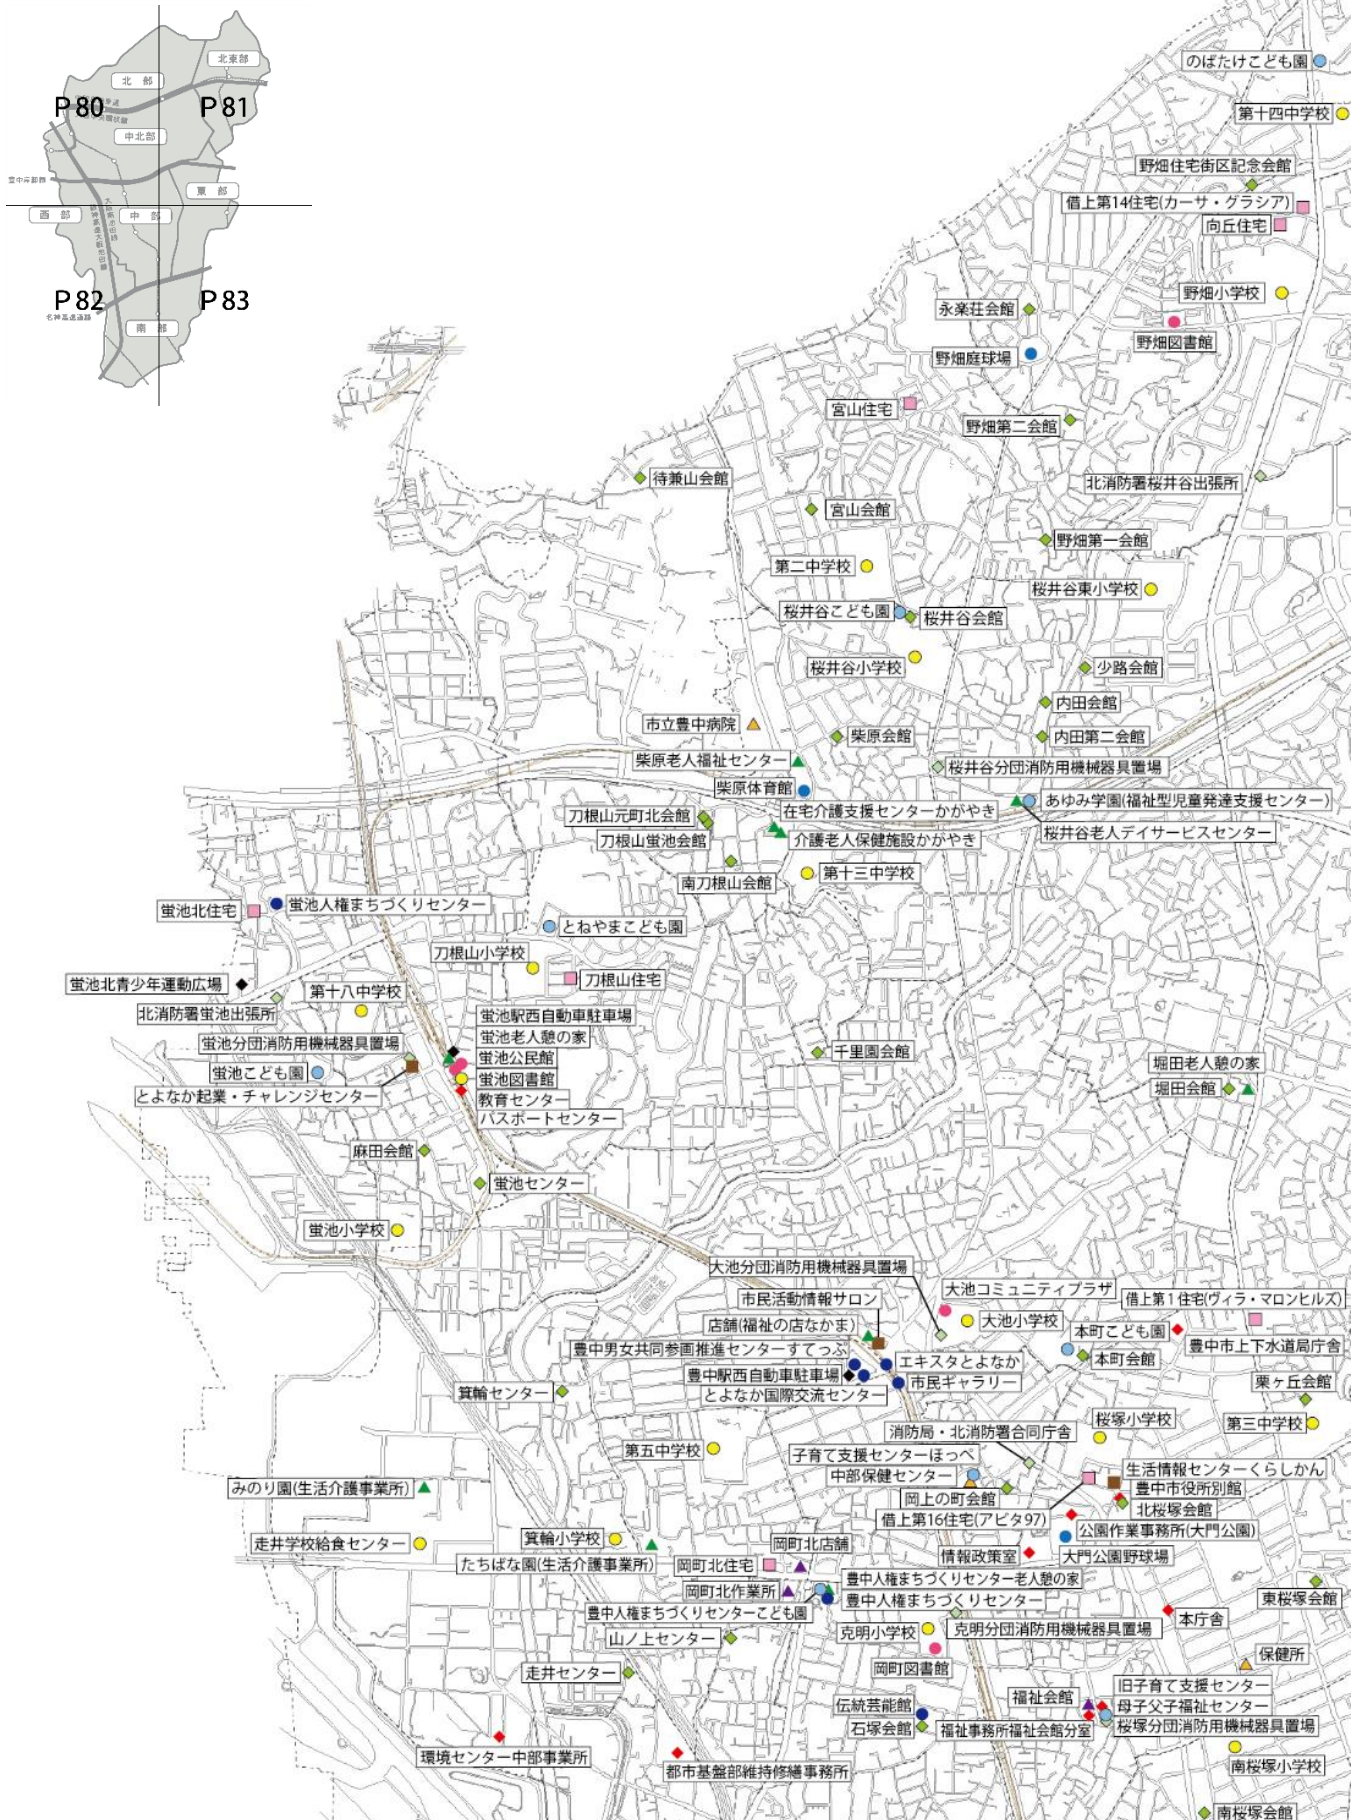 北東部
北 部
P80
P81
中北部
東 部
西 部
中 部
P82
P83
名神高速道路
南 部
のばたけこども園
第十四中学校
野畑住宅街区記念会館
借上第14住宅(カーサ・グラシア)
向丘住宅
野畑小学校
永楽荘会館
野畑図書館
野畑庭球場
宮山住宅
野畑第二会館
待兼山会館
北消防署桜井谷出張所
宮山会館
野畑第一会館
第二中学校
桜井谷東小学校
桜井谷こども園
桜井谷会館
桜井谷小学校
少路会館
内田会館
市立豊中病院
柴原会館
内田第二会館
柴原老人福祉センター
桜井谷分団消防用機械器具置場
柴原体育館
在宅介護支援センターかがやき
あゆみ学園(福祉型児童発達支援センター)
刀根山元町北会館
桜井谷老人デイサービスセンター
刀根山蛍池会館
介護老人保健施設かがやき
南刀根山会館
第十三中学校
蛍池北住宅
蛍池人権まちづくりセンター
とねやまこども園
刀根山小学校
刀根山住宅
蛍池北青少年運動広場
第十八中学校
北消防署蛍池出張所
蛍池駅西自動車駐車場
蛍池老人憩の家
蛍池分団消防用機械器具置場
蛍池公民館
千里園会館
堀田老人憩の家
蛍池こども園
蛍池図書館
堀田会館
とよなか起業・チャレンジセンター
教育センター
パスポートセンター
麻田会館
蛍池センター
蛍池小学校
大池分団消防用機械器具置場
大池コミュニティプラザ
市民活動情報サロン
借上第1住宅(ヴィラ・マロンヒルズ)
店舗(福祉の店なかま)
大池小学校
本町こども園
豊中市上下水道局庁舎
豊中男女共同参画推進センターすてっぷ
エキスタとよなか
本町会館
豊中駅西自動車駐車場
市民ギャラリー
栗ヶ丘会館
とよなか国際交流センター
箕輪センター
桜塚小学校
第三中学校
消防局・北消防署合同庁舎
第五中学校
子育て支援センターほっぺ
中部保健センター
生活情報センターくらしかん
みのり園(生活介護事業所)
豊中市役所別館
岡上の町会館
北桜塚会館
借上第16住宅(アビタ97)
公園作業事務所(大門公園)
走井学校給食センター
箕輪小学校
岡町北店舗
情報政策室
大門公園野球場
たちばな園(生活介護事業所)
岡町北住宅
豊中人権まちづくりセンター老人憩の家
岡町北作業所
豊中人権まちづくりセンター
東桜塚会館
豊中人権まちづくりセンターこども園
本庁舎
克明小学校
克明分団消防用機械器具置場
山ノ上センター
保健所
岡町図書館
走井センター
旧子育て支援センター
福祉会館
母子父子福祉センター
伝統芸能館
石塚会館
福祉事務所福祉会館分室
桜塚分団消防用機械器具置場
環境センター中部事業所
都市基盤部維持修繕事務所
南桜塚小学校
南桜塚会館